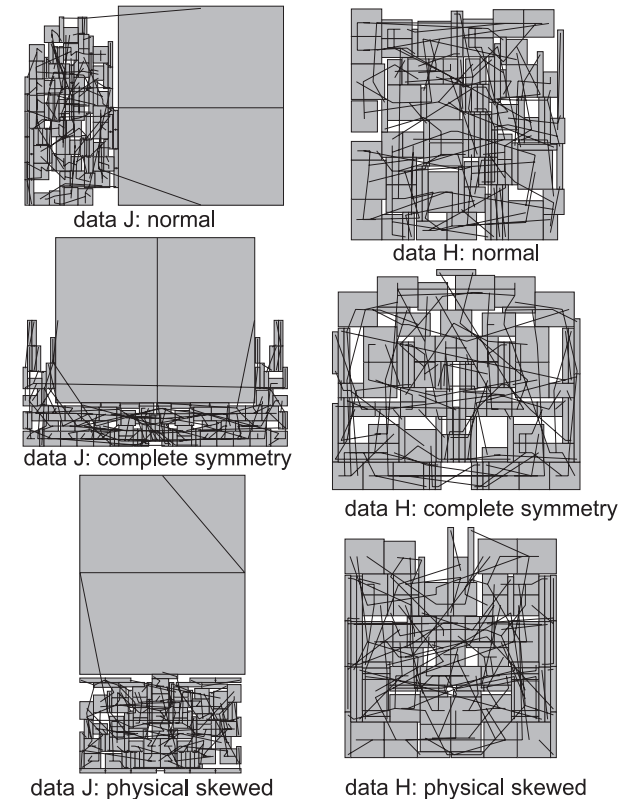 data J: normal
data H: normal
data J: complete symmetry
data H: complete symmetry
data J: physical skewed
data H: physical skewed